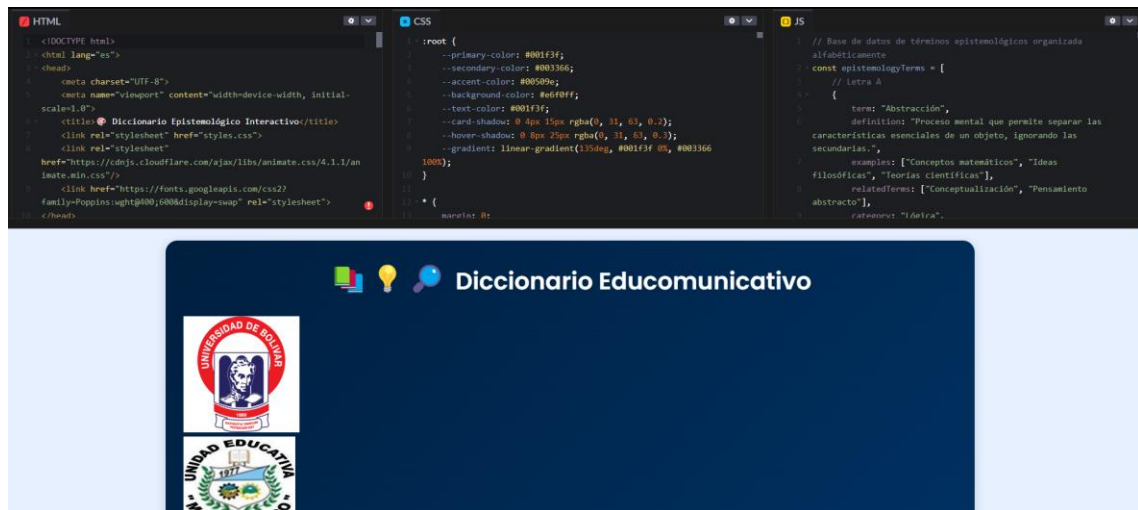 HTML
<!DOCTYPE html>
<html lang="es">
<head>
<meta charset="UTF-8">
<meta name="viewport" content="width=device-width, initial-
scale=1.0">
<title>🎯 Diccionario Epistemológico Interactivo</title>
<link rel="stylesheet" href="styles.css">
<link rel="stylesheet"
href="https://cdnjs.cloudflare.com/ajax/libs/animate.css/4.1.1/an
imate.min.css"/>
<link href="https://fonts.googleapis.com/css2?
family=Poppins:wght@400;600&display=swap" rel="stylesheet">
</head>
CSS
:root {
--primary-color: #001f3f;
--secondary-color: #003366;
--accent-color: #00509e;
--background-color: #e6f0ff;
--text-color: #001f3f;
--card-shadow: 0 4px 15px rgba(0, 31, 63, 0.2);
--hover-shadow: 0 8px 25px rgba(0, 31, 63, 0.3);
--gradient: linear-gradient(135deg, #001f3f 0%, #003366
100%);
}
* {
margin: 0;
JS
// Base de datos de términos epistemológicos organizada
alfabéticamente
const epistemologyTerms = [
// Letra A
{
term: "Abstracción",
definition: "Proceso mental que permite separar las
características esenciales de un objeto, ignorando las
secundarias.",
examples: ["Conceptos matemáticos", "Ideas
filosóficas", "Teorías científicas"],
relatedTerms: ["Conceptualización", "Pensamiento
abstracto"],
category: "Lógica",
📚 💡 🔎 Diccionario Educomunicativo
UNIVERSIDAD DE BOLIVAR
UNIDAD EDUCATIVA
1977